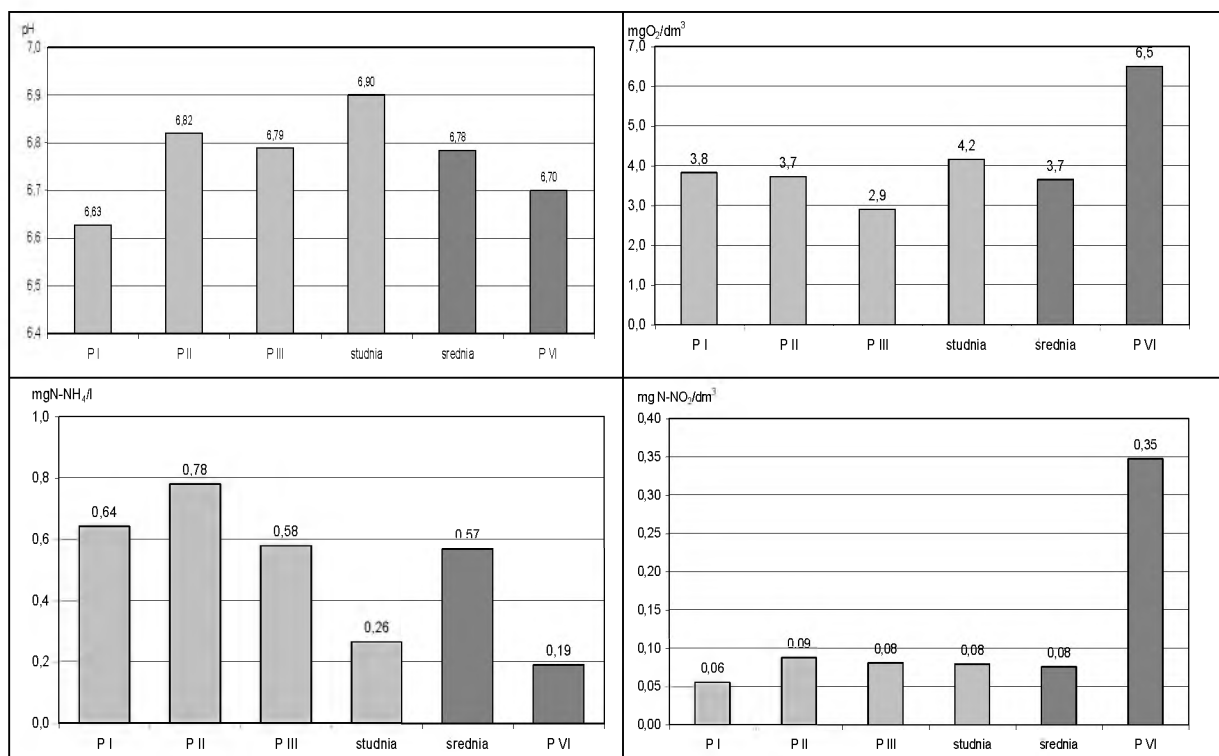 pH
7,0
6,9
6,8
6,7
6,6
6,5
6,4
6,63
6,82
6,79
6,90
6,78
6,70
P I
P II
P III
studnia
średnia
P VI
mgO₂/dm³
7,0
6,0
5,0
4,0
3,0
2,0
1,0
0,0
3,8
3,7
2,9
4,2
3,7
6,5
P I
P II
P III
studnia
średnia
P VI
mgN-NH₄/l
1,0
0,8
0,6
0,4
0,2
0,0
0,64
0,78
0,58
0,26
0,57
0,19
P I
P II
P III
studnia
średnia
P VI
mg N-NO₂/dm³
0,40
0,35
0,30
0,25
0,20
0,15
0,10
0,05
0,00
0,06
0,09
0,08
0,08
0,08
0,35
P I
P II
P III
studnia
średnia
P VI